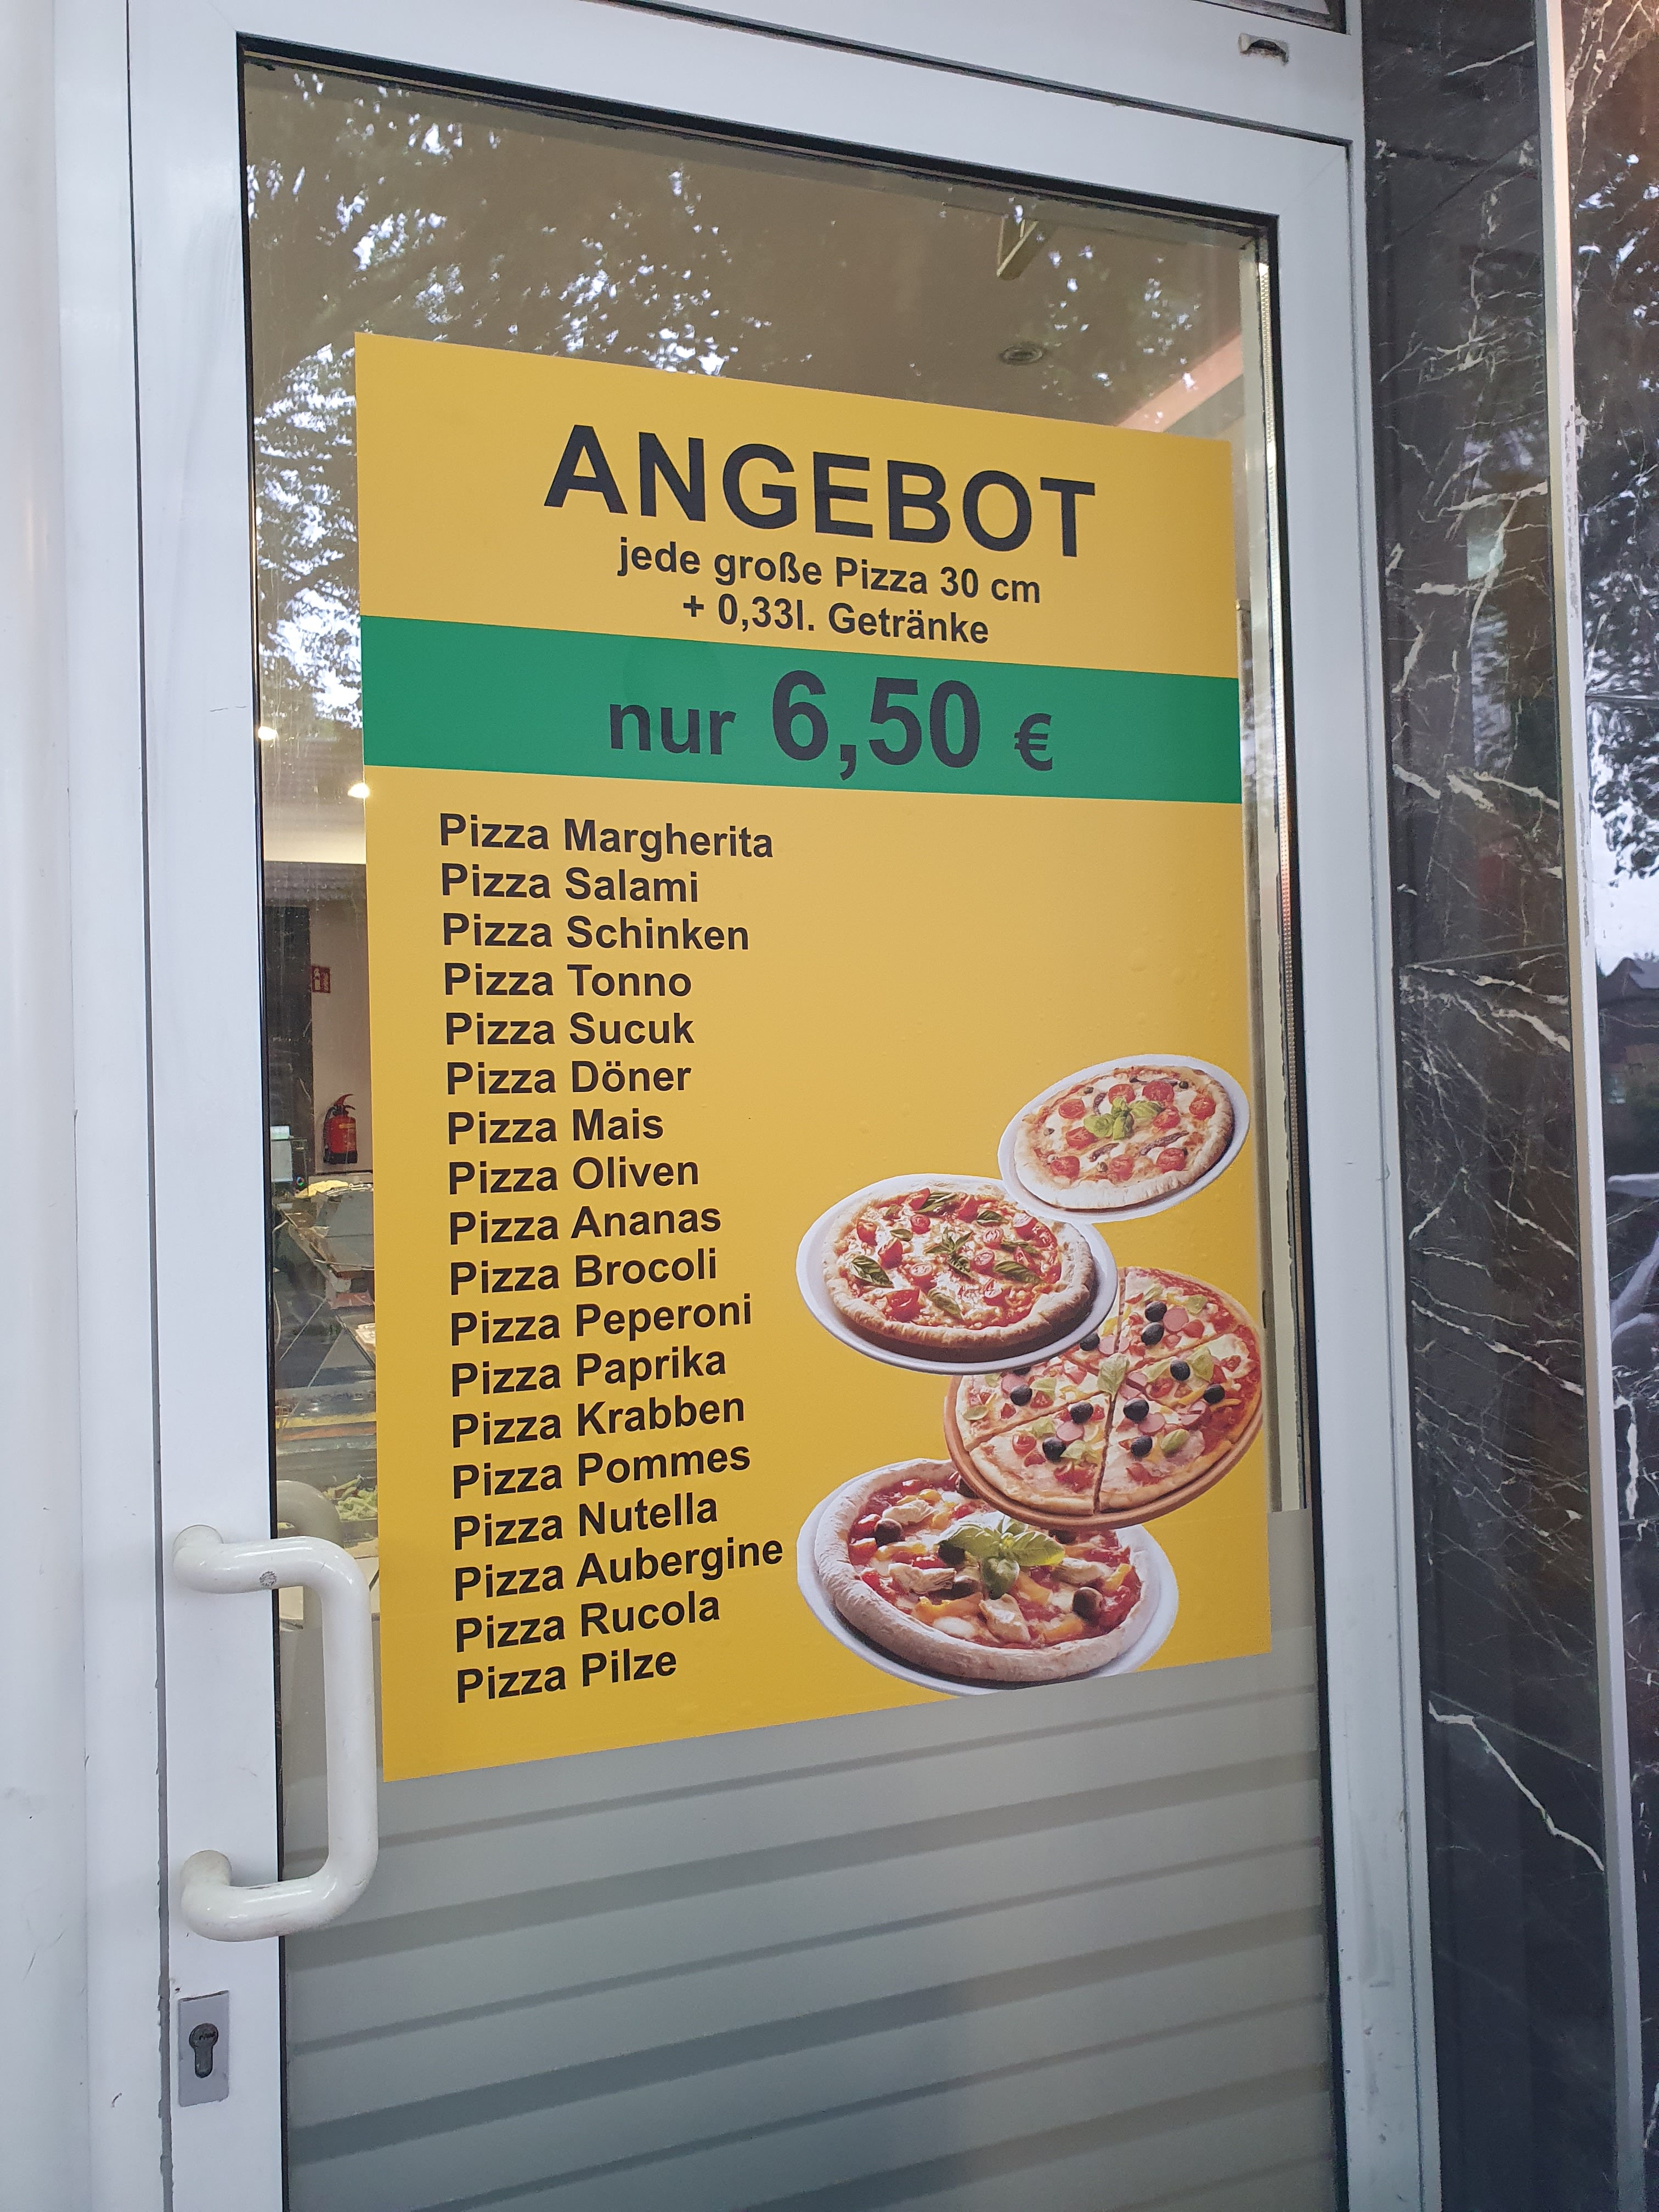 ANGEBOT
jede große Pizza 30 cm
+ 0,33l. Getränke
nur 6,50 €
Pizza Margherita
Pizza Salami
Pizza Schinken
Pizza Tonno
Pizza Sucuk
Pizza Döner
Pizza Mais
Pizza Oliven
Pizza Ananas
Pizza Brocoli
Pizza Peperoni
Pizza Paprika
Pizza Krabben
Pizza Pommes
Pizza Nutella
Pizza Aubergine
Pizza Rucola
Pizza Pilze